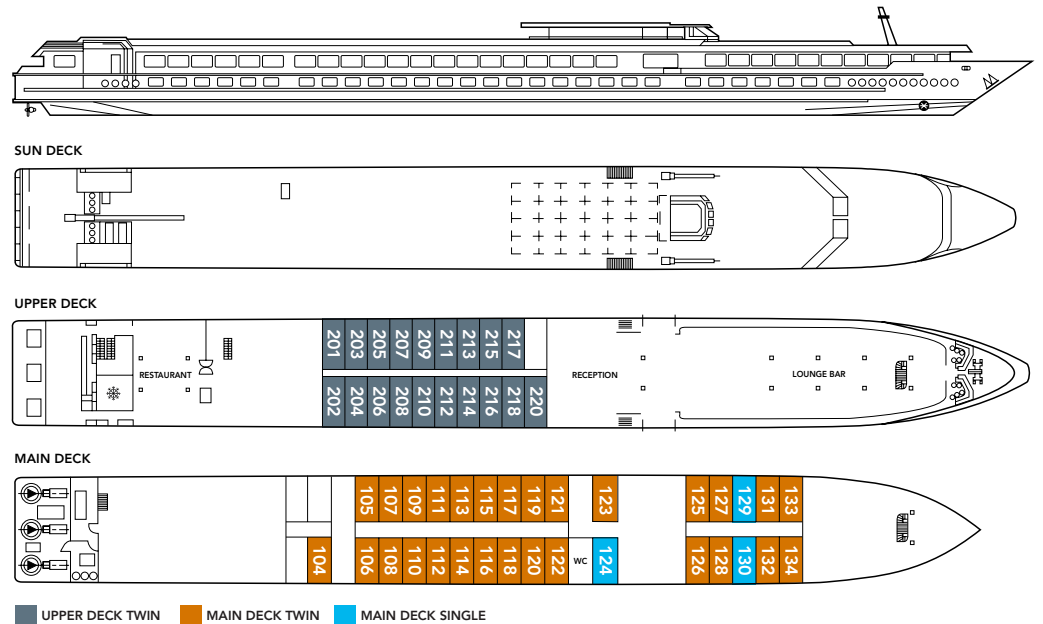 SUN DECK
UPPER DECK
201 203 205 207 209 211 213 215 217
RESTAURANT
RECEPTION
LOUNGE BAR
202 204 206 208 210 212 214 216 218 220
MAIN DECK
105 107 109 111 113 115 117 119 121 123 125 127 129 131 133
104 106 108 110 112 114 116 118 120 122 WC 124 126 128 130 132 134
UPPER DECK TWIN MAIN DECK TWIN MAIN DECK SINGLE